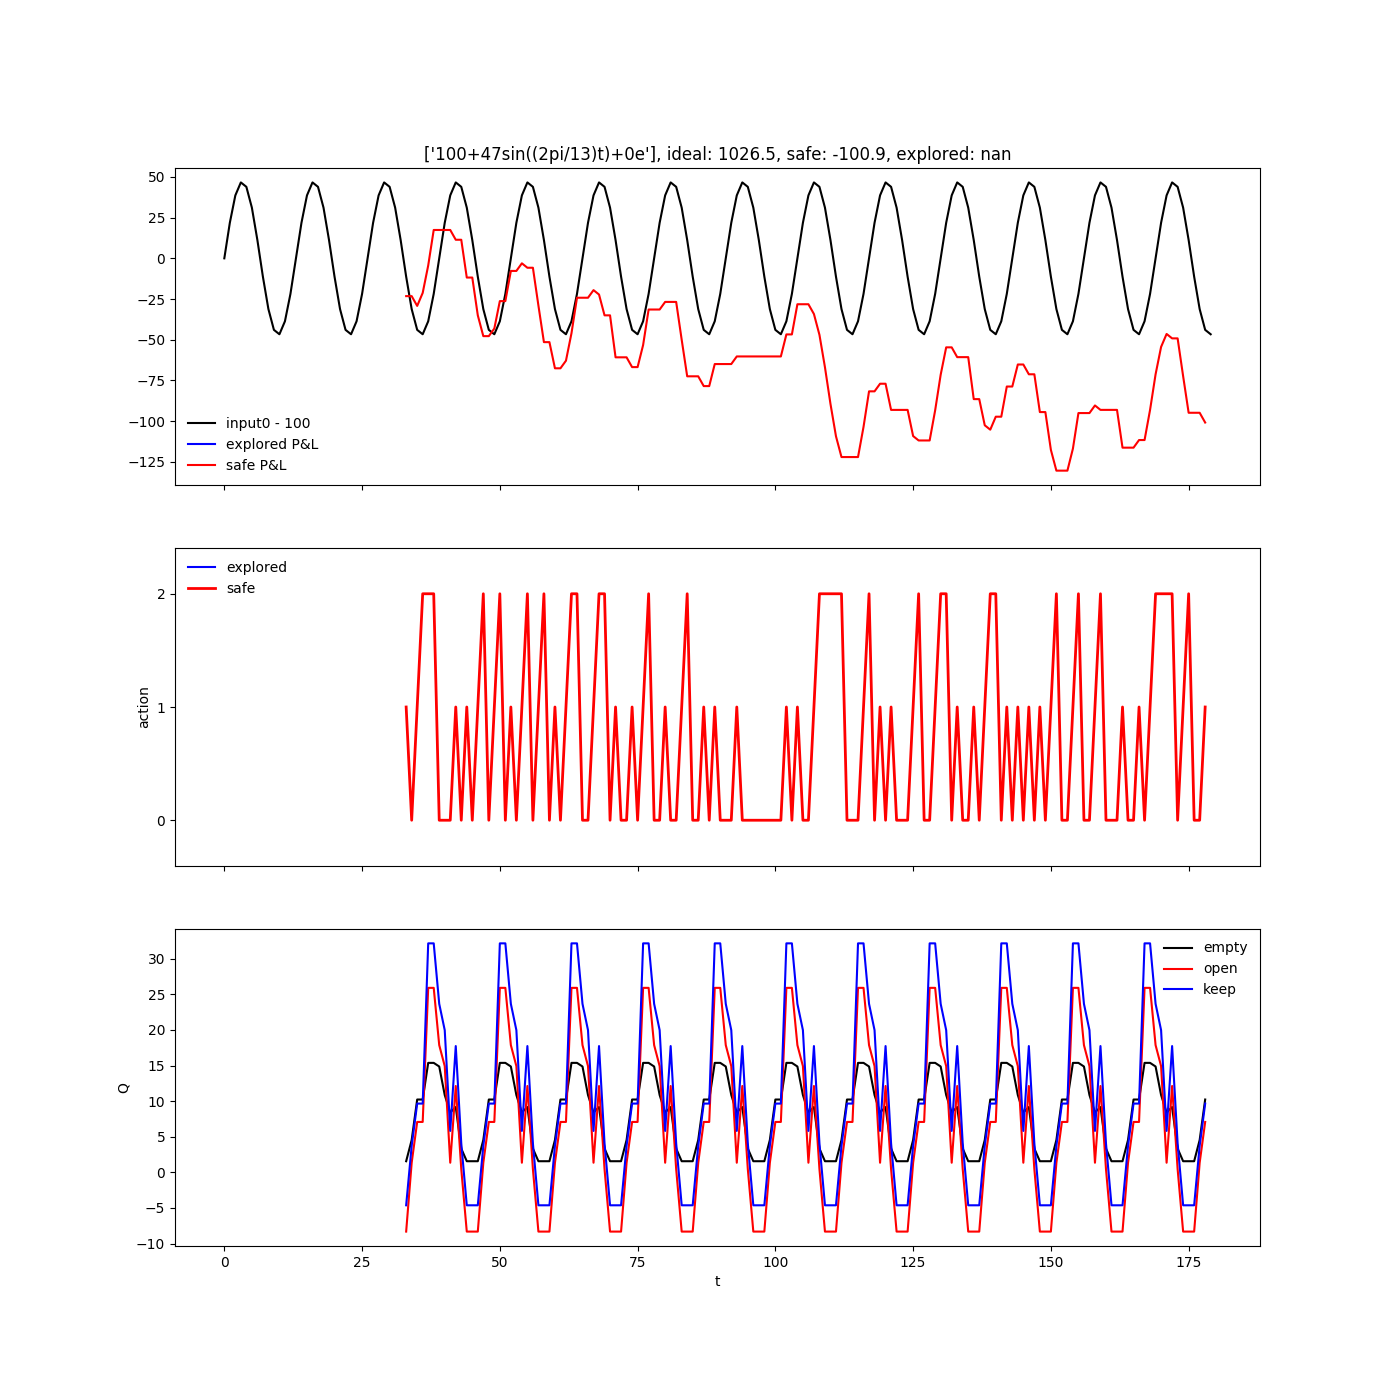 ['100+47sin((2pi/13)t)+0e'], ideal: 1026.5, safe: -100.9, explored: nan
50
25
0
−25
−50
−75
−100
−125
input0 - 100
explored P&L
safe P&L
explored
safe
2
1
0
action
empty
open
keep
30
25
20
15
10
5
0
−5
−10
Q
0 25 50 75 100 125 150 175
t